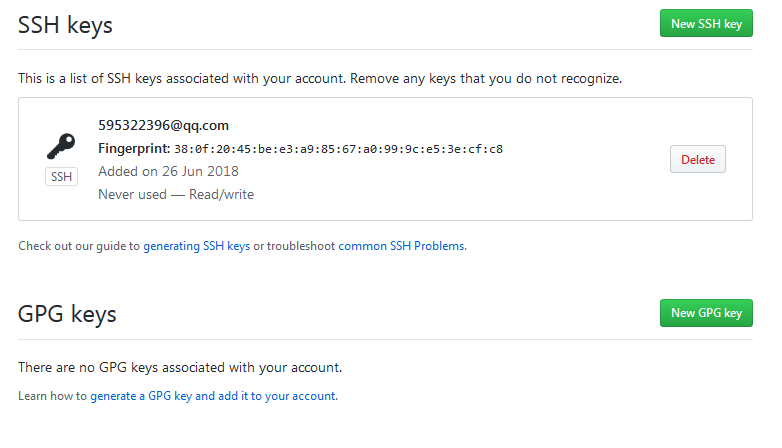 SSH keys
New SSH key
This is a list of SSH keys associated with your account. Remove any keys that you do not recognize.
595322396@qq.com
Fingerprint: 38:0f:20:45:be:e3:a9:85:67:a0:99:9c:e5:3e:cf:c8
Added on 26 Jun 2018
Never used — Read/write
SSH
Delete
Check out our guide to generating SSH keys or troubleshoot common SSH Problems.
GPG keys
New GPG key
There are no GPG keys associated with your account.
Learn how to generate a GPG key and add it to your account.